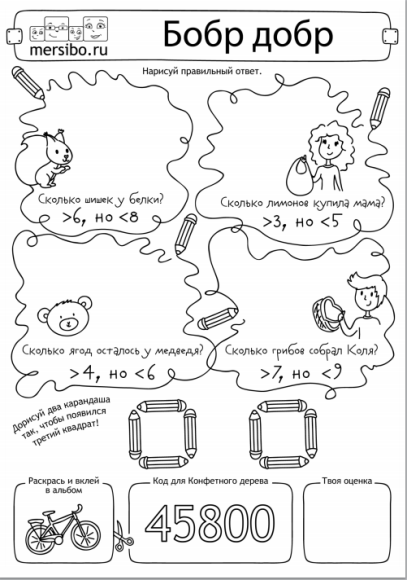 mersibo.ru
Бобр добр
Нарисуй правильный ответ.
Сколько шишек у белки?
>6, но <8
Сколько лимонов купила мама?
>3, но <5
Сколько ягод осталось у медведя?
>4, но <6
Сколько грибов собрал Коля?
>7, но <9
Дорисуй два карандаша
так, чтобы появился
третий квадрат!
Раскрась и вклей
в альбом
Код для Конфетного дерева
45800
Твоя оценка